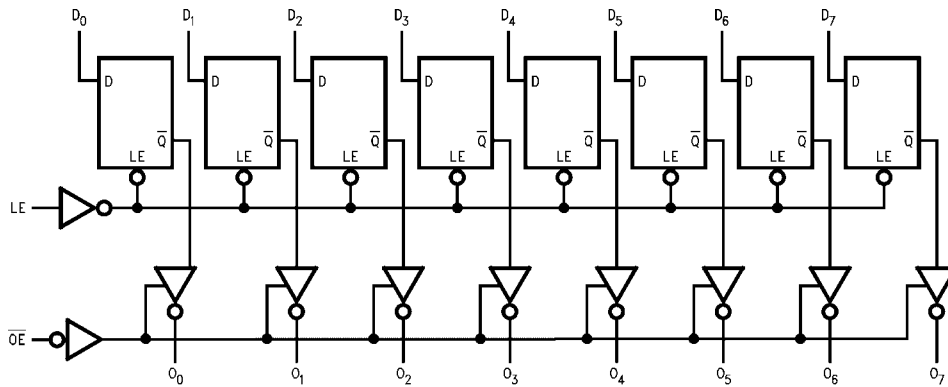 D₀ D₁ D₂ D₃ D₄ D₅ D₆ D₇
D D D D D D D D
Q̅ Q̅ Q̅ Q̅ Q̅ Q̅ Q̅ Q̅
LE LE LE LE LE LE LE LE
LE
O̅E̅
O₀ O₁ O₂ O₃ O₄ O₅ O₆ O₇